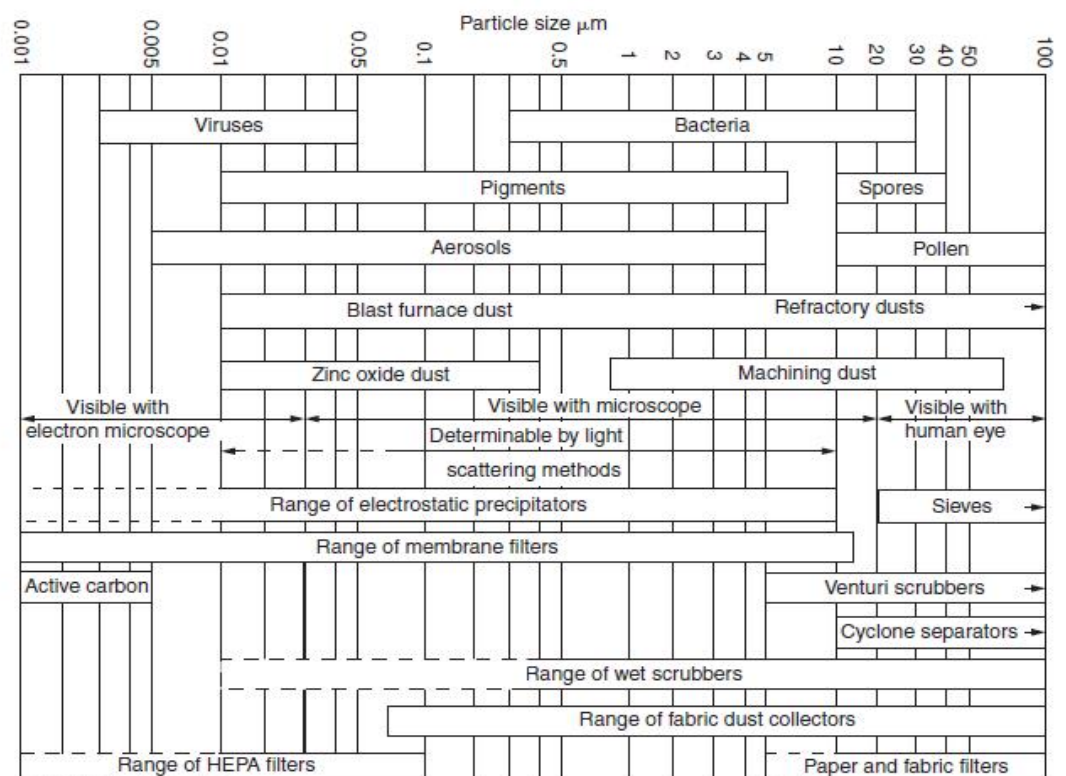 Particle size μm
0.001 0.005 0.01 0.05 0.1 0.5 1 2 3 4 5 10 20 30 40 50 100
Viruses Bacteria
Pigments Spores
Aerosols Pollen
Blast furnace dust Refractory dusts
Zinc oxide dust Machining dust
Visible with
electron microscope
Visible with microscope
Visible with
human eye
Determinable by light
scattering methods
Range of electrostatic precipitators Sieves
Range of membrane filters
Active carbon Venturi scrubbers
Cyclone separators
Range of wet scrubbers
Range of fabric dust collectors
Range of HEPA filters Paper and fabric filters